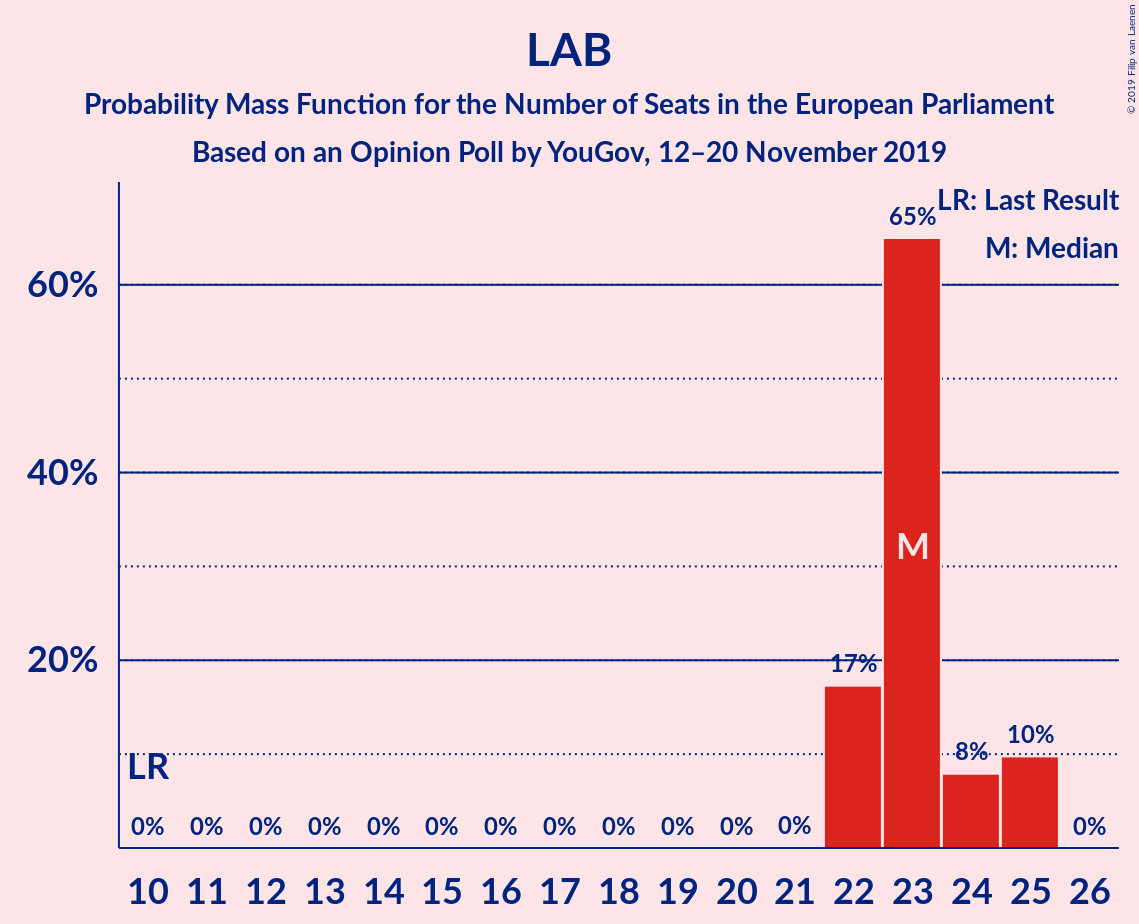 LAB
Probability Mass Function for the Number of Seats in the European Parliament
Based on an Opinion Poll by YouGov, 12–20 November 2019
© 2019 Filip van Laenen
LR: Last Result
M: Median
60%
40%
20%
65%
M
17%
8%
10%
LR
0% 0% 0% 0% 0% 0% 0% 0% 0% 0% 0% 0% 0%
10 11 12 13 14 15 16 17 18 19 20 21 22 23 24 25 26